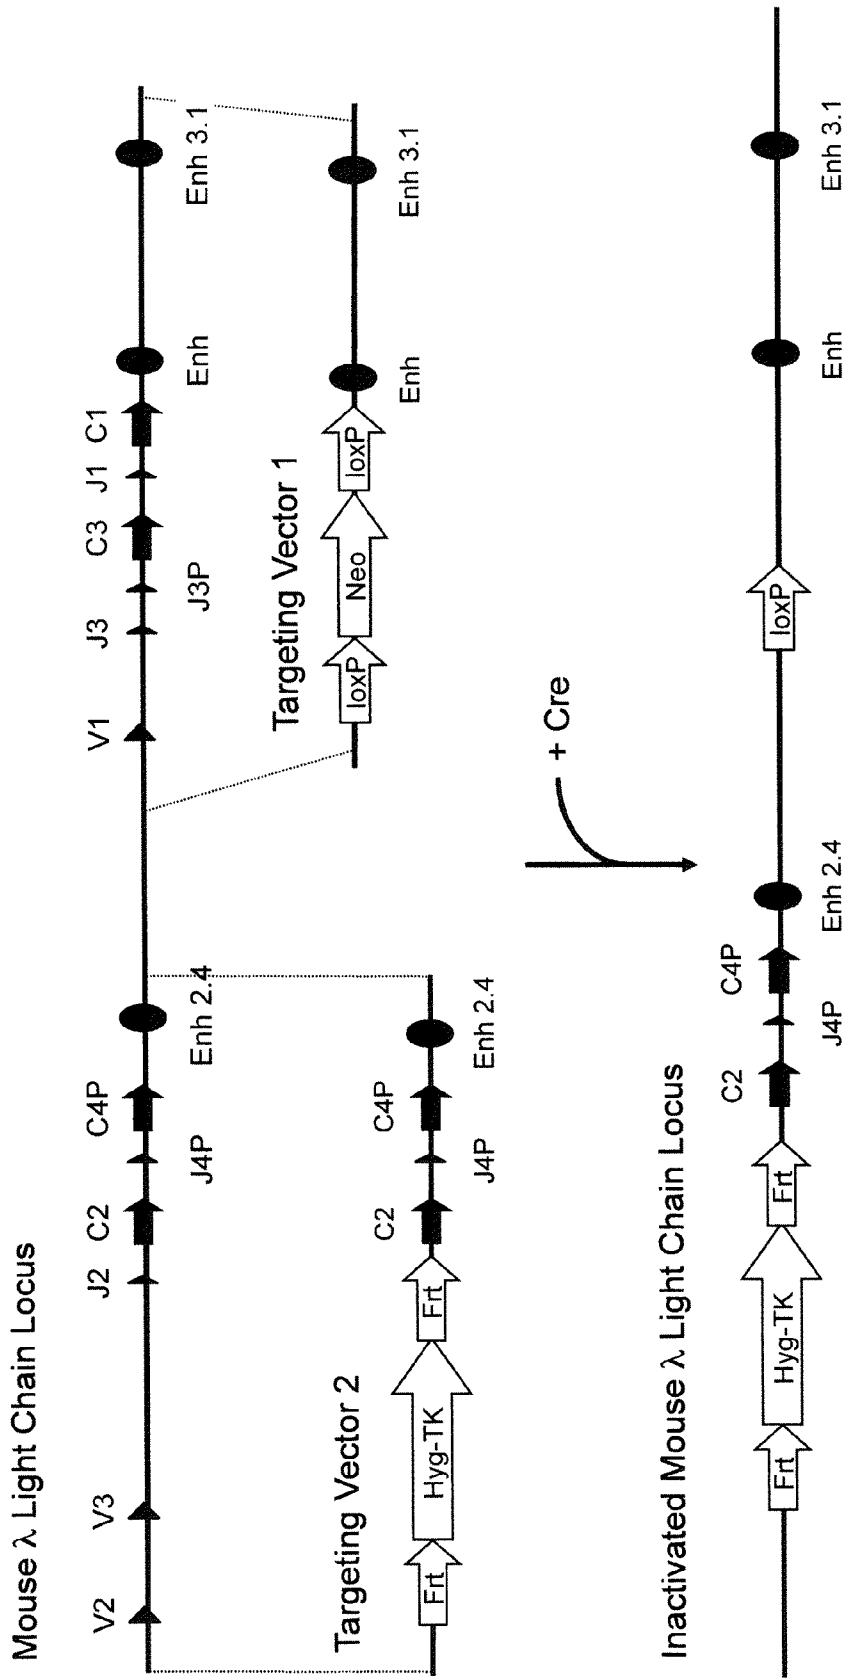 Mouse λ Light Chain Locus
V2 V3 J2 C2 C4P V1 J3 C3 J1 C1
J4P Enh 2.4 J3P Enh Enh 3.1
Targeting Vector 1
loxP Neo loxP
Enh Enh 3.1
Targeting Vector 2
Frt Hyg-TK Frt C2 C4P
J4P Enh 2.4
+ Cre
Inactivated Mouse λ Light Chain Locus
Frt Hyg-TK Frt C2 C4P loxP
J4P Enh 2.4 Enh Enh 3.1